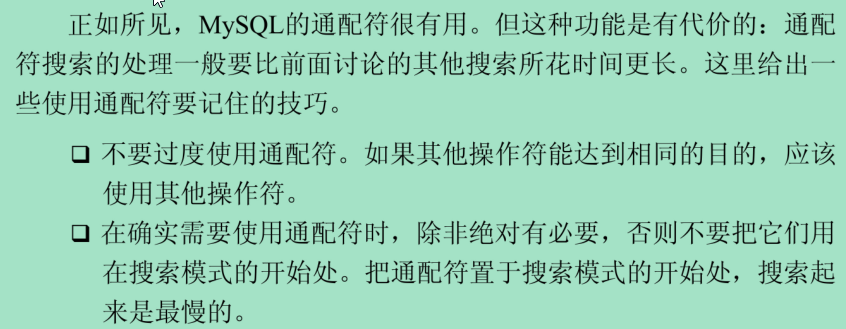 正如所见，MySQL的通配符很有用。但这种功能是有代价的：通配
符搜索的处理一般要比前面讨论的其他搜索所花时间更长。这里给出一
些使用通配符要记住的技巧。
❑ 不要过度使用通配符。如果其他操作符能达到相同的目的，应该
使用其他操作符。
❑ 在确实需要使用通配符时，除非绝对有必要，否则不要把它们用
在搜索模式的开始处。把通配符置于搜索模式的开始处，搜索起
来是最慢的。